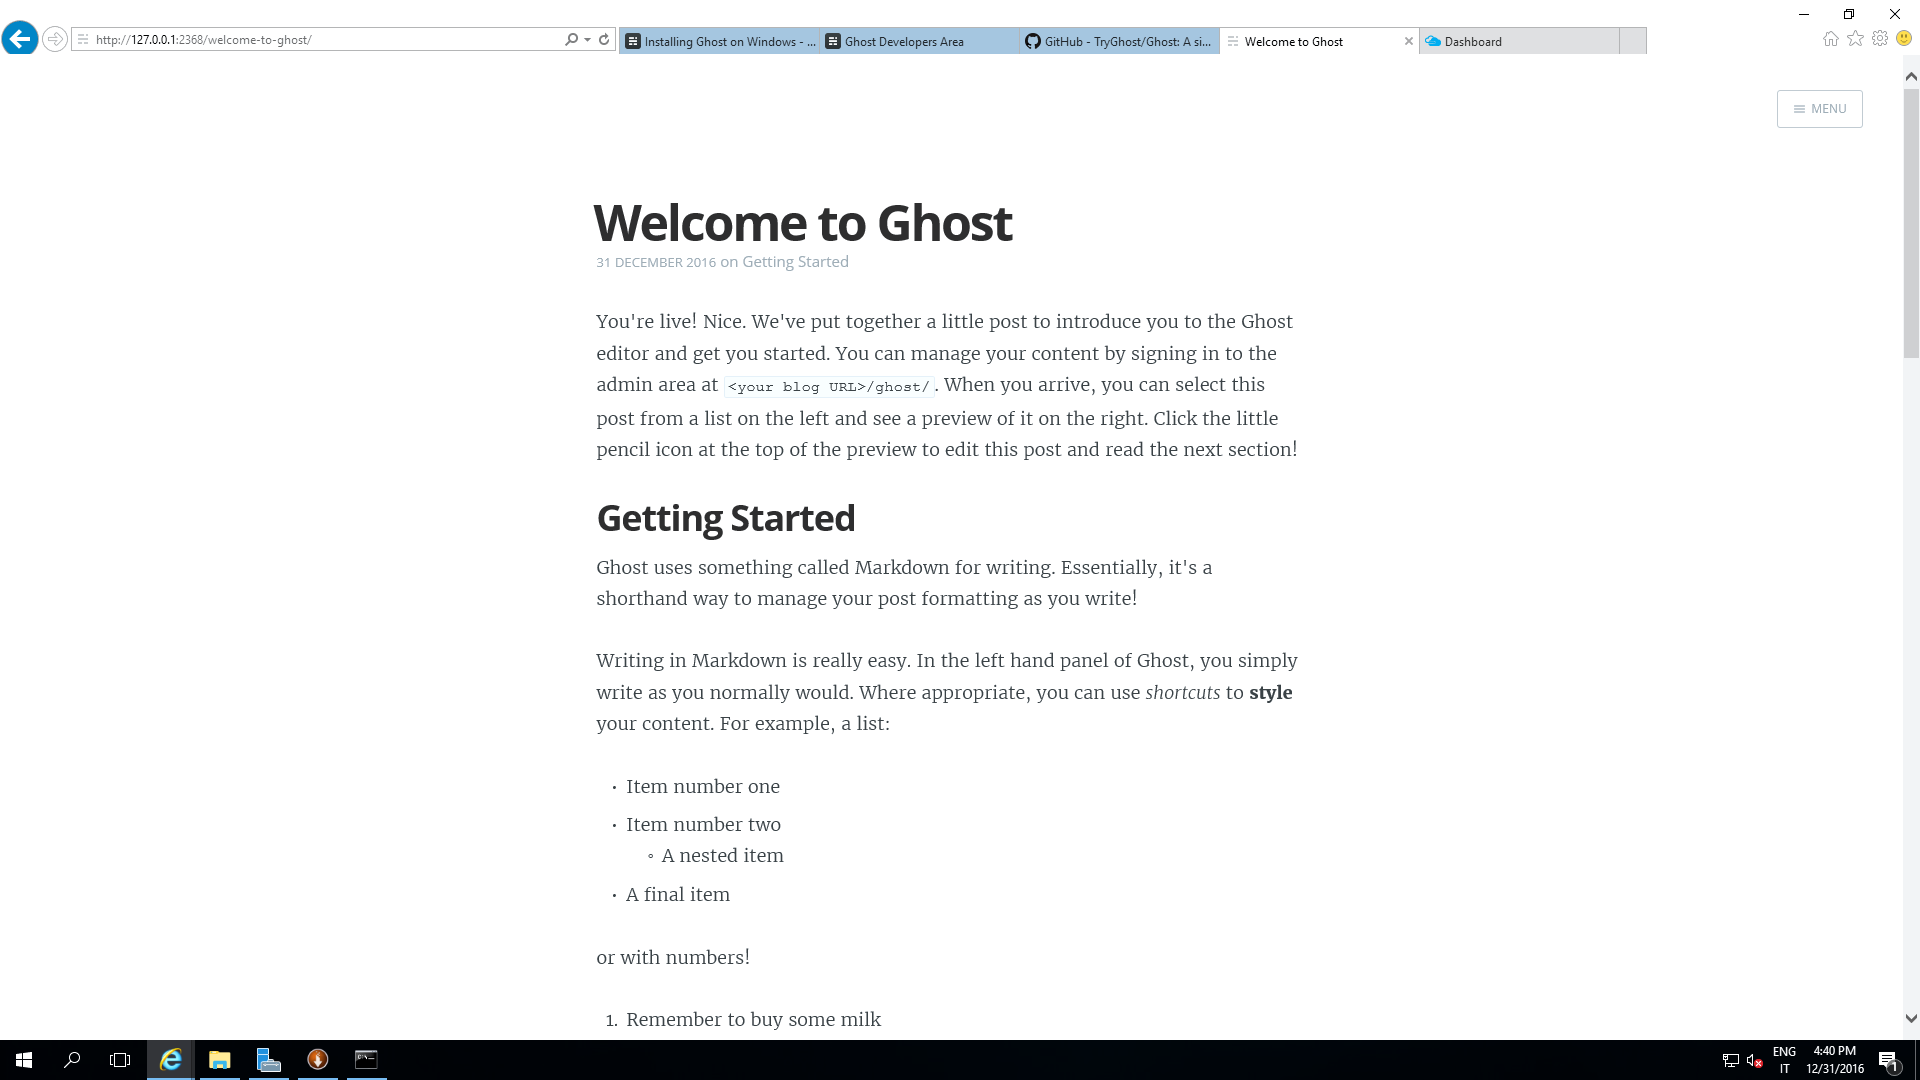 http://127.0.0.1:2368/welcome-to-ghost/
Installing Ghost on Windows - ...
Ghost Developers Area
GitHub - TryGhost/Ghost: A si...
Welcome to Ghost
Dashboard
MENU
Welcome to Ghost
31 DECEMBER 2016 on Getting Started
You're live! Nice. We've put together a little post to introduce you to the Ghost
editor and get you started. You can manage your content by signing in to the
admin area at <your blog URL>/ghost/. When you arrive, you can select this
post from a list on the left and see a preview of it on the right. Click the little
pencil icon at the top of the preview to edit this post and read the next section!
Getting Started
Ghost uses something called Markdown for writing. Essentially, it's a
shorthand way to manage your post formatting as you write!
Writing in Markdown is really easy. In the left hand panel of Ghost, you simply
write as you normally would. Where appropriate, you can use shortcuts to style
your content. For example, a list:
• Item number one
• Item number two
◦ A nested item
• A final item
or with numbers!
1. Remember to buy some milk
ENG
IT
4:40 PM
12/31/2016
1